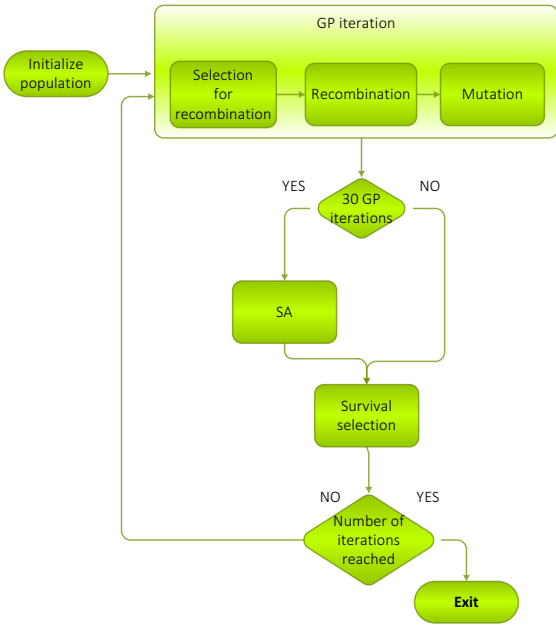 GP iteration
Initialize
population
Selection
for
recombination
Recombination
Mutation
YES
NO
30 GP
iterations
SA
Survival
selection
NO
YES
Number of
iterations
reached
Exit